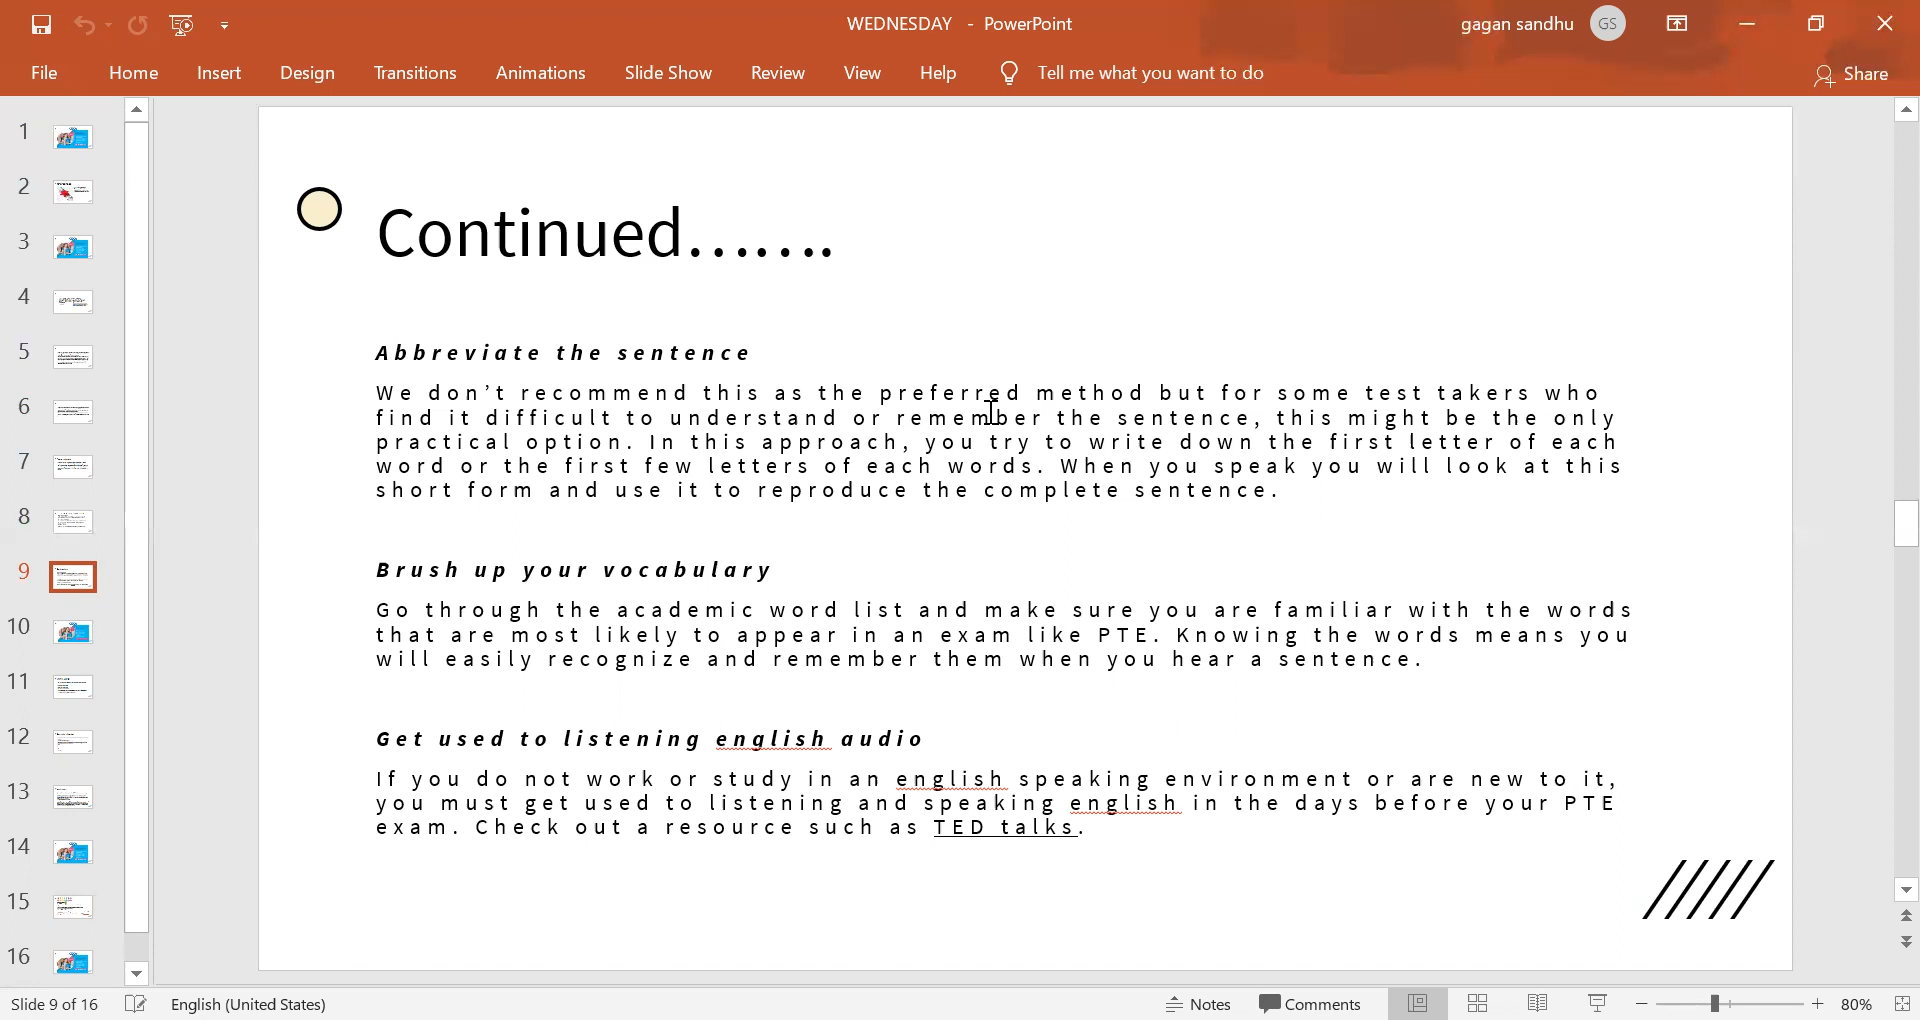 WEDNESDAY - PowerPoint
gagan sandhu GS
File Home Insert Design Transitions Animations Slide Show Review View Help Tell me what you want to do Share
1
2
3
4
5
6
7
8
9
10
11
12
13
14
15
16
Continued.......
Abbreviate the sentence
We don’t recommend this as the preferred method but for some test takers who
find it difficult to understand or remember the sentence, this might be the only
practical option. In this approach, you try to write down the first letter of each
word or the first few letters of each words. When you speak you will look at this
short form and use it to reproduce the complete sentence.
Brush up your vocabulary
Go through the academic word list and make sure you are familiar with the words
that are most likely to appear in an exam like PTE. Knowing the words means you
will easily recognize and remember them when you hear a sentence.
Get used to listening english audio
If you do not work or study in an english speaking environment or are new to it,
you must get used to listening and speaking english in the days before your PTE
exam. Check out a resource such as TED talks.
Slide 9 of 16 English (United States) Notes Comments 80%